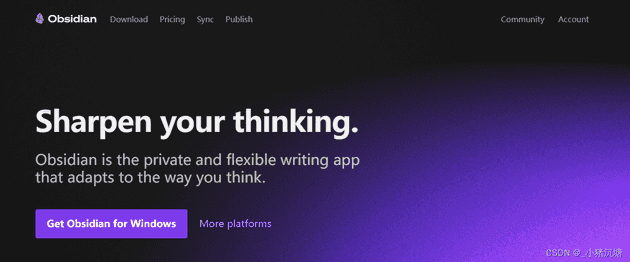 Obsidian Download Pricing Sync Publish Community Account
Sharpen your thinking.
Obsidian is the private and flexible writing app
that adapts to the way you think.
Get Obsidian for Windows More platforms
CSDN @_小猪沉塘